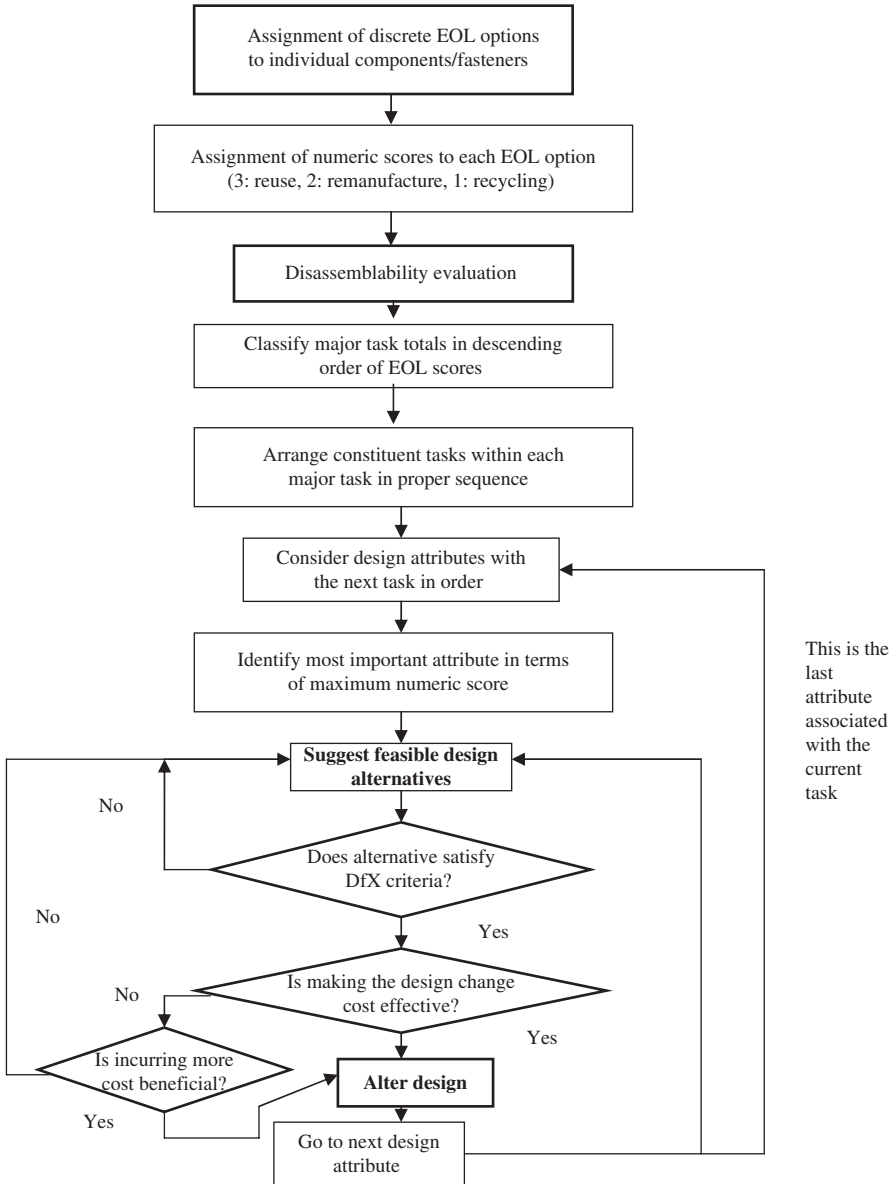 Assignment of discrete EOL options
to individual components/fasteners
Assignment of numeric scores to each EOL option
(3: reuse, 2: remanufacture, 1: recycling)
Disassemblability evaluation
Classify major task totals in descending
order of EOL scores
Arrange constituent tasks within each
major task in proper sequence
Consider design attributes with
the next task in order
Identify most important attribute in terms
of maximum numeric score
This is the
last
attribute
associated
with the
current
task
Suggest feasible design
alternatives
No
Does alternative satisfy
DfX criteria?
No
Yes
Is making the design change
cost effective?
No
Yes
Is incurring more
cost beneficial?
Alter design
Yes
Go to next design
attribute